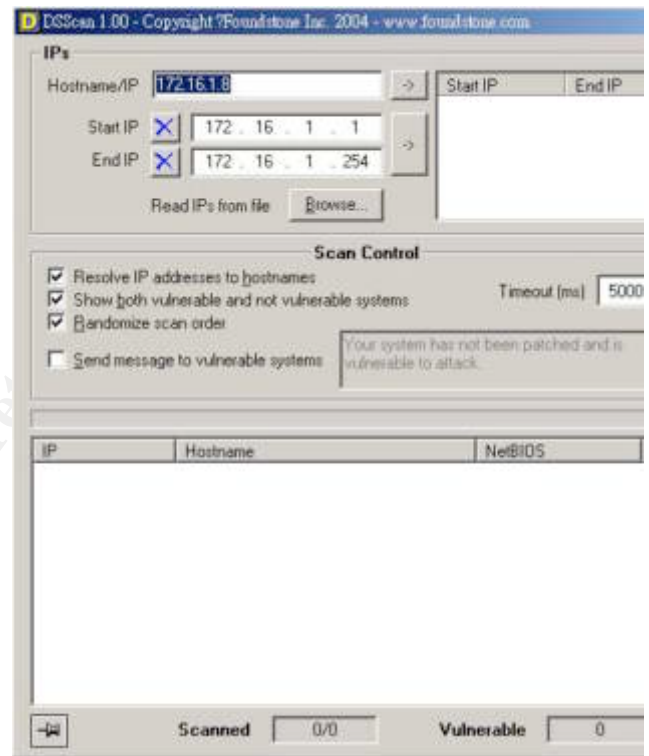 DSScan 1.00 - Copyright ?Foundstone Inc. 2004 - www.foundstone.com
IPs
Hostname/IP 172.16.1.8 -> Start IP End IP
Start IP 172 . 16 . 1 . 1
->
End IP 172 . 16 . 1 . 254
Read IPs from file Browse...
Scan Control
Resolve IP addresses to hostnames
Show both vulnerable and not vulnerable systems
Timeout (ms) 5000
Randomize scan order
Send message to vulnerable systems
Your system has not been patched and is
vulnerable to attack.
IP Hostname NetBIOS
Scanned 0/0 Vulnerable 0